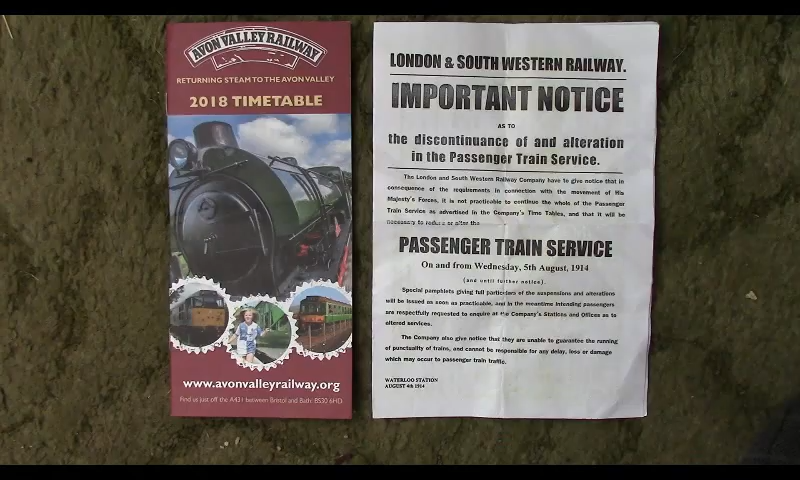 AVON VALLEY RAILWAY
RETURNING STEAM TO THE AVON VALLEY
2018 TIMETABLE
www.avonvalleyrailway.org
Find us just off the A431 between Bristol and Bath: BS30 6HD
LONDON & SOUTH WESTERN RAILWAY.
IMPORTANT NOTICE
AS TO
the discontinuance of and alteration
in the Passenger Train Service.
The London and South Western Railway Company have to give notice that in
consequence of the requirements in connection with the movement of His
Majesty's Forces, it is not practicable to continue the whole of the Passenger
Train Service as advertised in the Company's Time Tables, and that it will be
necessary to reduce or alter the
PASSENGER TRAIN SERVICE
On and from Wednesday, 5th August, 1914
(and until further notice).
Special pamphlets giving full particulars of the suspensions and alterations
will be issued as soon as practicable, and in the meantime intending passengers
are respectfully requested to enquire at the Company's Stations and Offices as to
altered services.
The Company also give notice that they are unable to guarantee the running
of punctuality of trains, and cannot be responsible for any delay, loss or damage
which may occur to passenger train traffic.
WATERLOO STATION
AUGUST 4th 1914